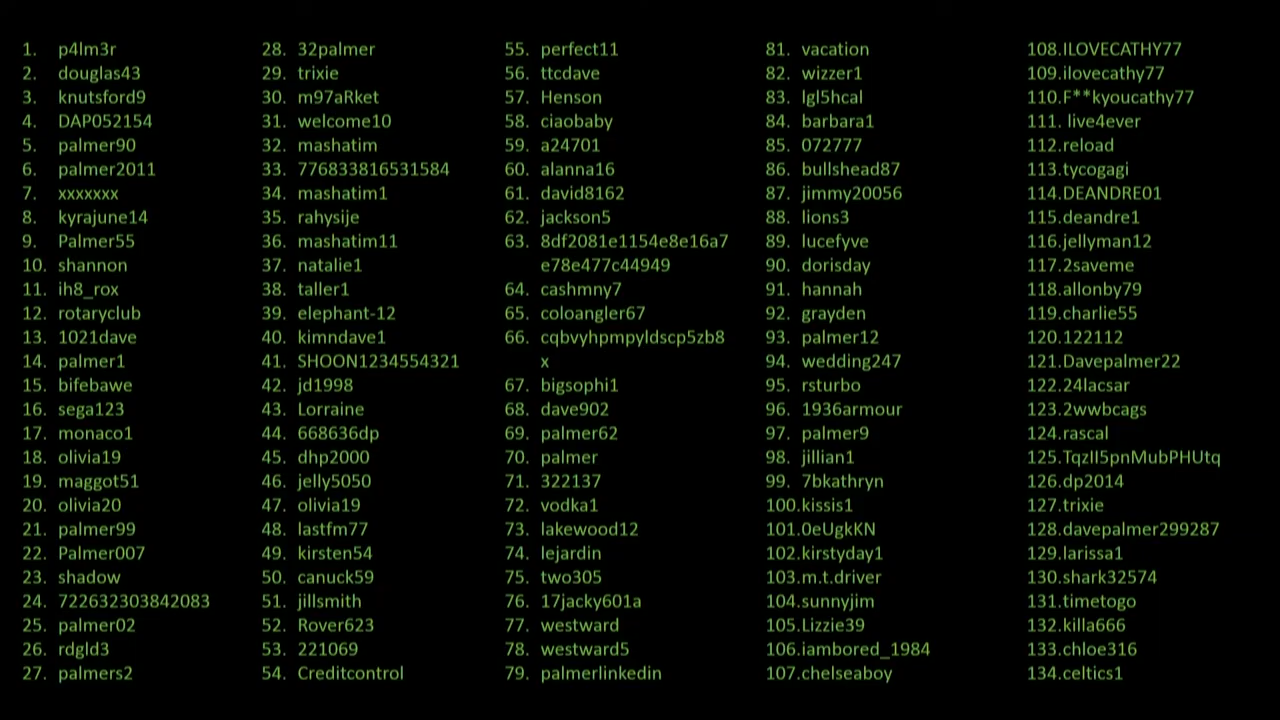 1. p4lm3r
2. douglas43
3. knutsford9
4. DAP052154
5. palmer90
6. palmer2011
7. xxxxxxx
8. kyrajune14
9. Palmer55
10. shannon
11. ih8_rox
12. rotaryclub
13. 1021dave
14. palmer1
15. bifebawe
16. sega123
17. monaco1
18. olivia19
19. maggot51
20. olivia20
21. palmer99
22. Palmer007
23. shadow
24. 722632303842083
25. palmer02
26. rdgld3
27. palmers2
28. 32palmer
29. trixie
30. m97aRket
31. welcome10
32. mashatim
33. 776833816531584
34. mashatim1
35. rahysije
36. mashatim11
37. natalie1
38. taller1
39. elephant-12
40. kimndave1
41. SHOON1234554321
42. jd1998
43. Lorraine
44. 668636dp
45. dhp2000
46. jelly5050
47. olivia19
48. lastfm77
49. kirsten54
50. canuck59
51. jillsmith
52. Rover623
53. 221069
54. Creditcontrol
55. perfect11
56. ttcdave
57. Henson
58. ciaobaby
59. a24701
60. alanna16
61. david8162
62. jackson5
63. 8df2081e1154e8e16a7
e78e477c44949
64. cashmny7
65. coloangler67
66. cqbvyhpmpyldscp5zb8
x
67. bigsophi1
68. dave902
69. palmer62
70. palmer
71. 322137
72. vodka1
73. lakewood12
74. lejardin
75. two305
76. 17jacky601a
77. westward
78. westward5
79. palmerlinkedin
81. vacation
82. wizzer1
83. lgl5hcal
84. barbara1
85. 072777
86. bullshead87
87. jimmy20056
88. lions3
89. lucefyve
90. dorisday
91. hannah
92. grayden
93. palmer12
94. wedding247
95. rsturbo
96. 1936armour
97. palmer9
98. jillian1
99. 7bkathryn
100.kissis1
101.0eUgkKN
102.kirstyday1
103.m.t.driver
104.sunnyjim
105.Lizzie39
106.iambored_1984
107.chelseaboy
108.ILOVECATHY77
109.ilovecathy77
110.F**kyoucathy77
111. live4ever
112.reload
113.tycogagi
114.DEANDRE01
115.deandre1
116.jellyman12
117.2saveme
118.allonby79
119.charlie55
120.122112
121.Davepalmer22
122.24lacsar
123.2wwbcags
124.rascal
125.TqzII5pnMubPHUtq
126.dp2014
127.trixie
128.davepalmer299287
129.larissa1
130.shark32574
131.timetogo
132.killa666
133.chloe316
134.celtics1